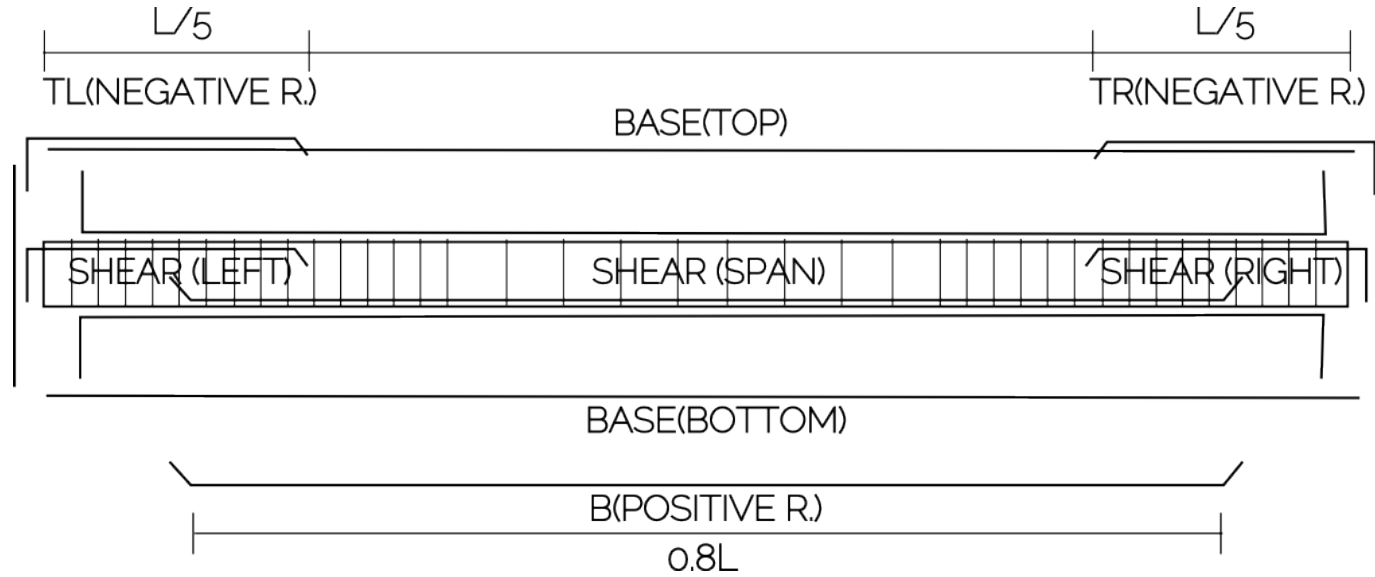 L/5
L/5
TL(NEGATIVE R.)
TR(NEGATIVE R.)
BASE(TOP)
SHEAR (LEFT)
SHEAR (SPAN)
SHEAR (RIGHT)
BASE(BOTTOM)
B(POSITIVE R.)
0,8L